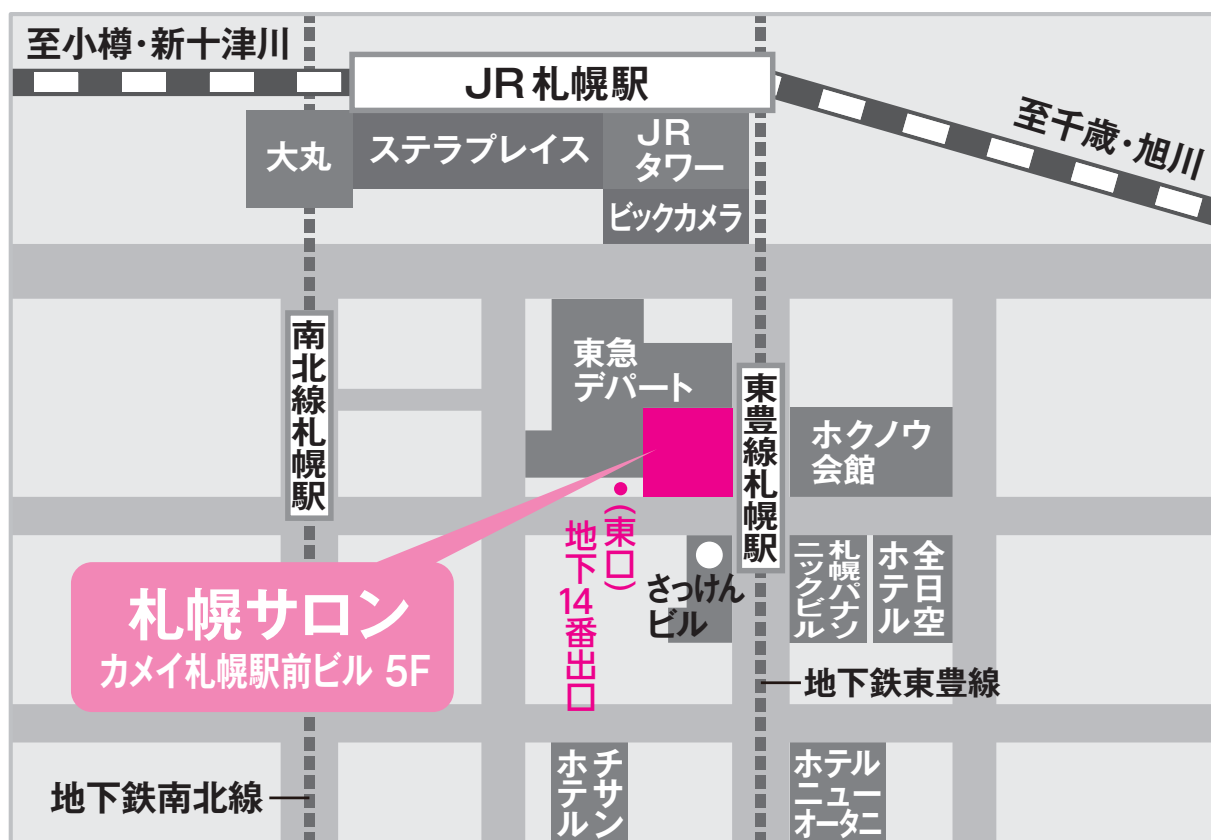 至小樽・新十津川
JR札幌駅
至千歳・旭川
大丸
ステラプレイス
JR
タワー
ビックカメラ
南北線札幌駅
東急
デパート
東豊線札幌駅
ホクノウ
会館
(東口)
地下14番出口
さっけん
ビル
札幌パナソ
ニックビル
全日空
ホテル
札幌サロン
カメイ札幌駅前ビル 5F
地下鉄東豊線
地下鉄南北線
チサン
ホテル
ホテル
ニュー
オータニ